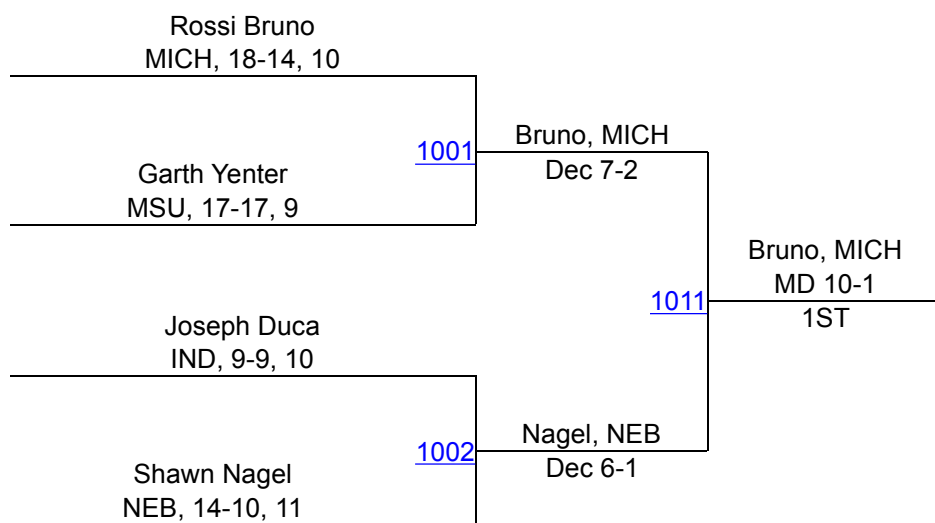 Rossi Bruno
MICH, 18-14, 10
1001
Bruno, MICH
Dec 7-2
Garth Yenter
MSU, 17-17, 9
1011
Bruno, MICH
MD 10-1
1ST
Joseph Duca
IND, 9-9, 10
1002
Nagel, NEB
Dec 6-1
Shawn Nagel
NEB, 14-10, 11